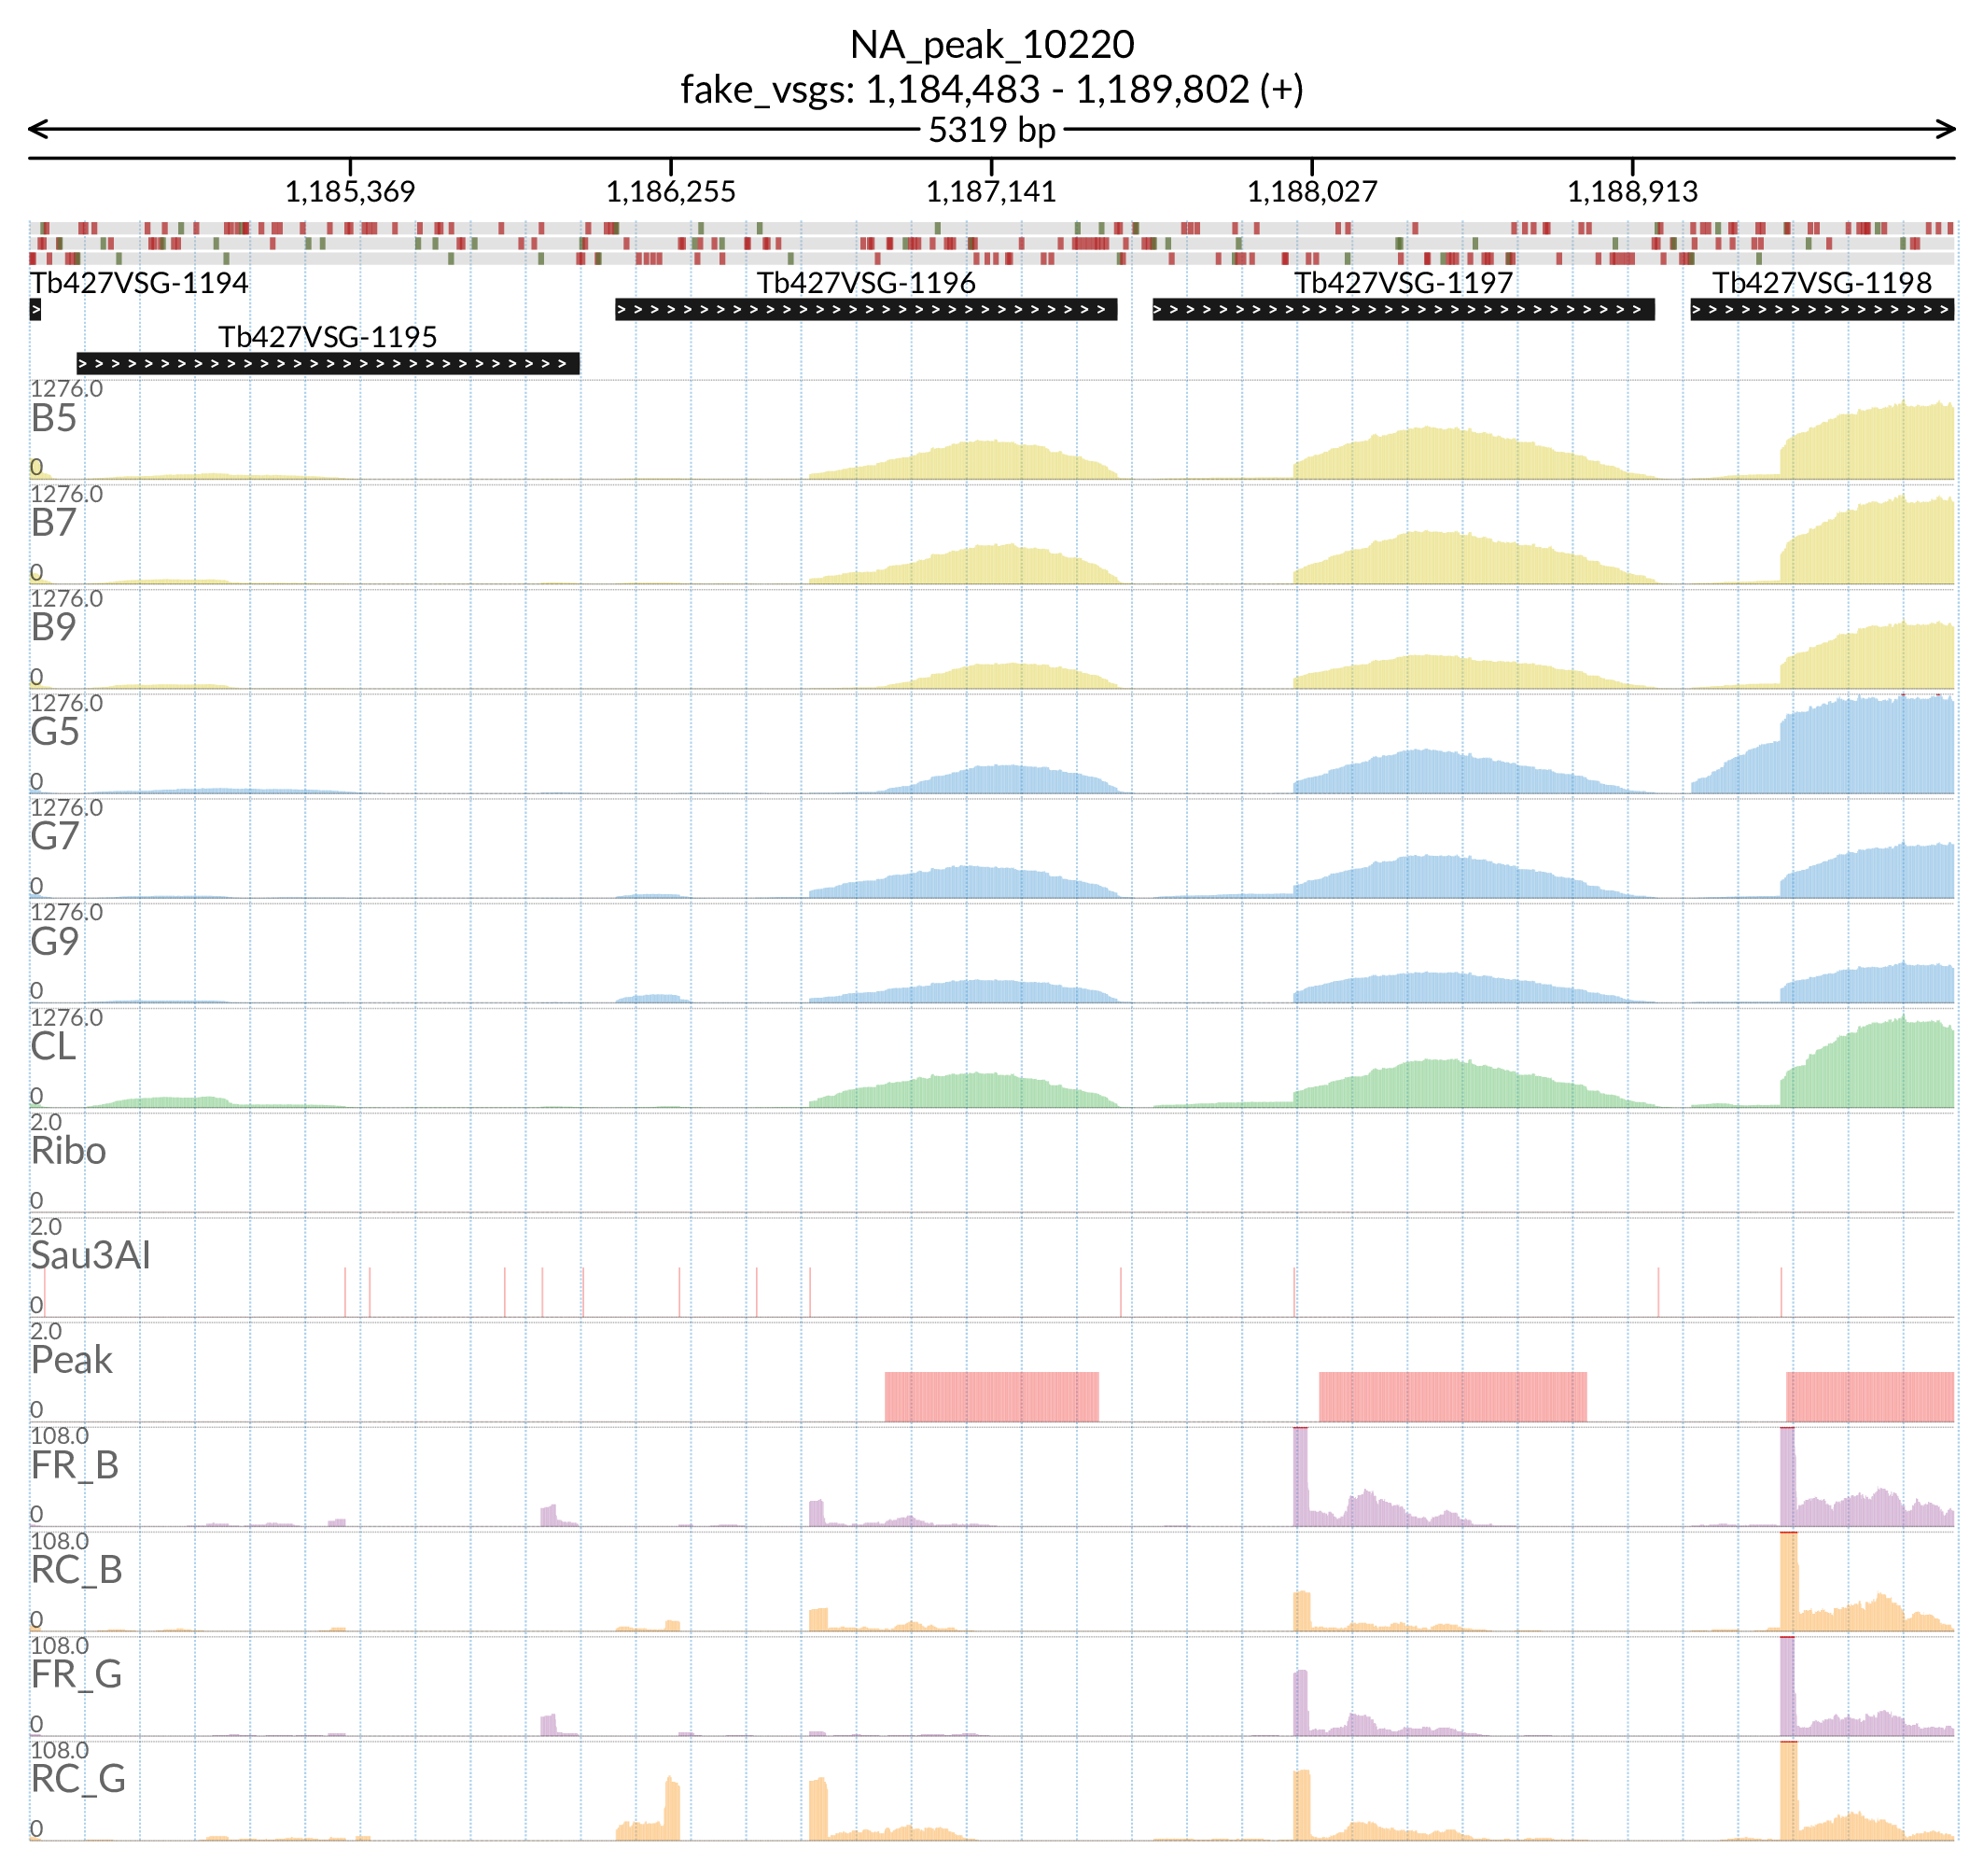 NA_peak_10220
fake_vsgs: 1,184,483 - 1,189,802 (+)
5319 bp
1,185,369 1,186,255 1,187,141 1,188,027 1,188,913
Tb427VSG-1194 Tb427VSG-1196 Tb427VSG-1197 Tb427VSG-1198
Tb427VSG-1195
1276.0
B5
0
1276.0
B7
0
1276.0
B9
0
1276.0
G5
0
1276.0
G7
0
1276.0
G9
0
1276.0
CL
0
2.0
Ribo
0
2.0
Sau3AI
0
2.0
Peak
0
108.0
FR_B
0
108.0
RC_B
0
108.0
FR_G
0
108.0
RC_G
0